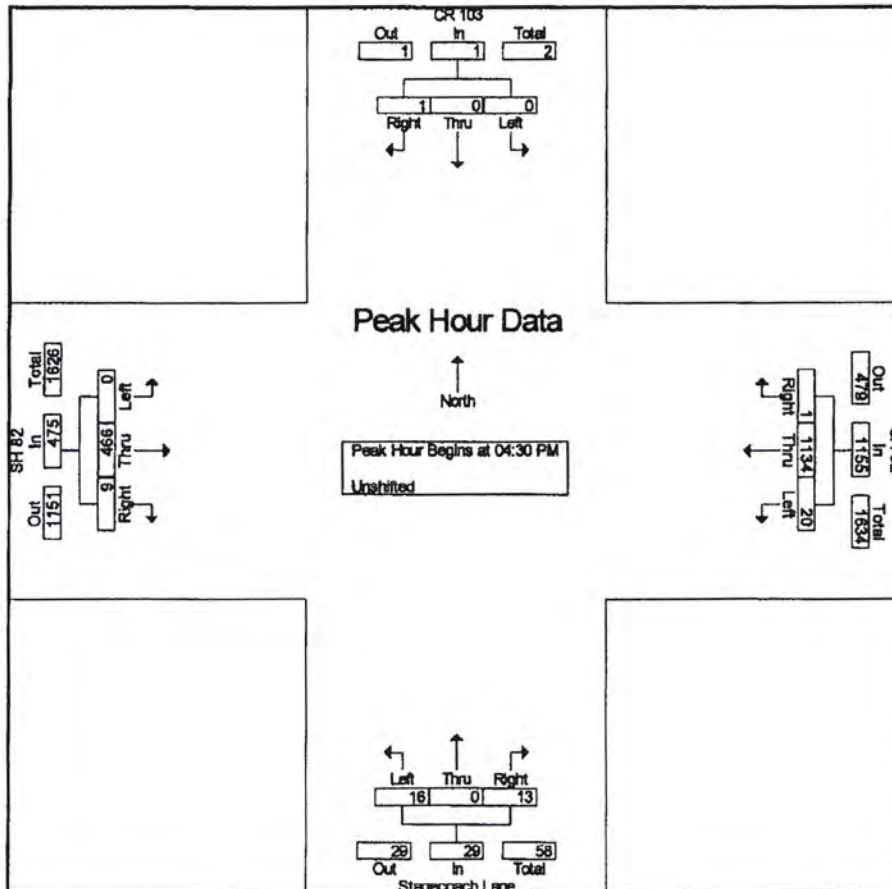 CR 103
Out In Total
1 1 2
1 0 0
Right Thru Left
Peak Hour Data
North
Peak Hour Begins at 04:30 PM
Unshifted
SH 82
Out In Total
1151 475 1626
0 466 9
Left Thru Right
Right Thru Left
1 1134 20
Out In Total
479 1155 1634
Left Thru Right
16 0 13
29 29 58
Out In Total
Stagecoach Lane